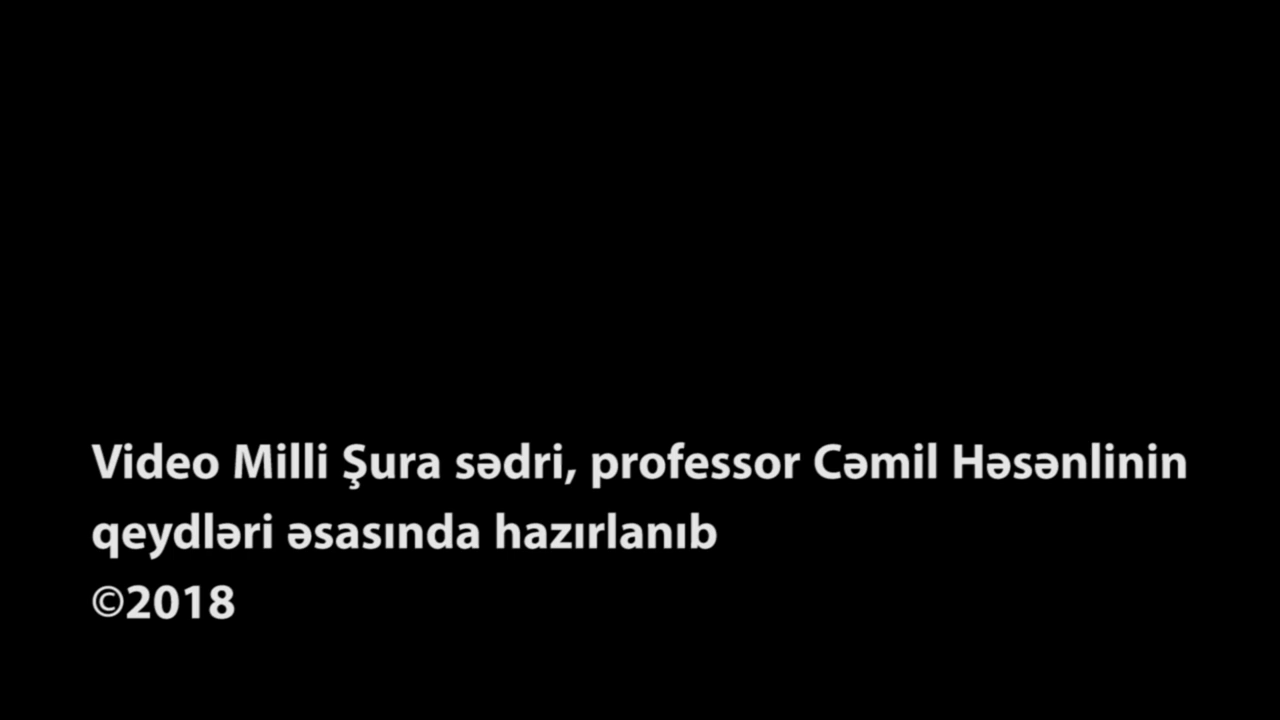 Video Milli Şura sədri, professor Cəmil Həsənlinin
qeydləri əsasında hazırlanıb
©2018